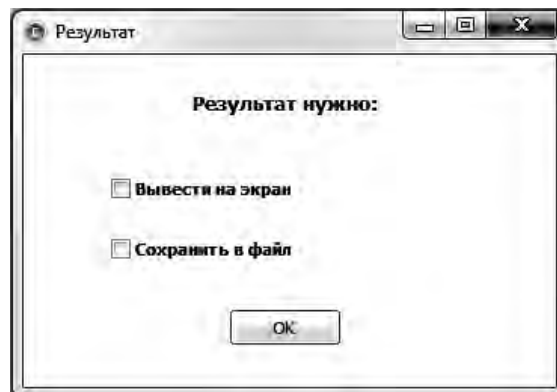 Результат
Результат нужно:
Вывести на экран
Сохранить в файл
OK